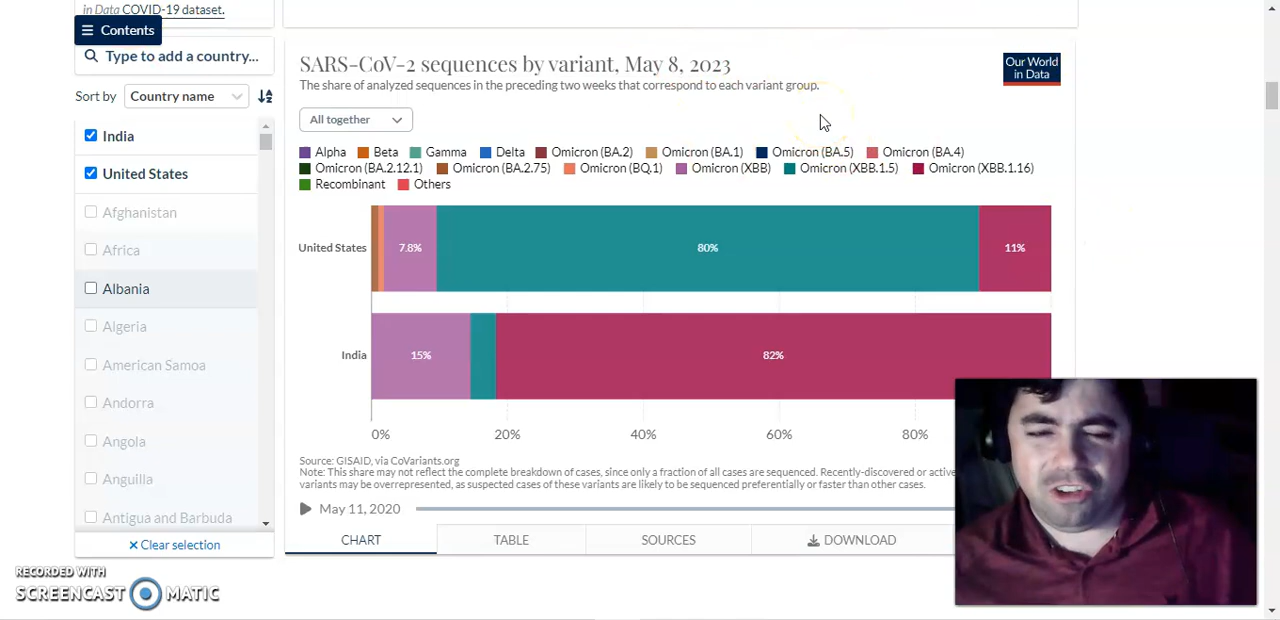 in Data COVID-19 dataset.
Contents
Type to add a country...
Sort by Country name
India
United States
Afghanistan
Africa
Albania
Algeria
American Samoa
Andorra
Angola
Anguilla
Antigua and Barbuda
Clear selection
SARS-CoV-2 sequences by variant, May 8, 2023
The share of analyzed sequences in the preceding two weeks that correspond to each variant group.
Our World
in Data
All together
Alpha Beta Gamma Delta Omicron (BA.2) Omicron (BA.1) Omicron (BA.5) Omicron (BA.4)
Omicron (BA.2.12.1) Omicron (BA.2.75) Omicron (BQ.1) Omicron (XBB) Omicron (XBB.1.5) Omicron (XBB.1.16)
Recombinant Others
United States 7.8% 80% 11%
India 15% 82%
0% 20% 40% 60% 80%
Source: GISAID, via CoVariants.org
Note: This share may not reflect the complete breakdown of cases, since only a fraction of all cases are sequenced. Recently-discovered or active
variants may be overrepresented, as suspected cases of these variants are likely to be sequenced preferentially or faster than other cases.
May 11, 2020
CHART TABLE SOURCES DOWNLOAD
RECORDED WITH
SCREENCAST MATIC